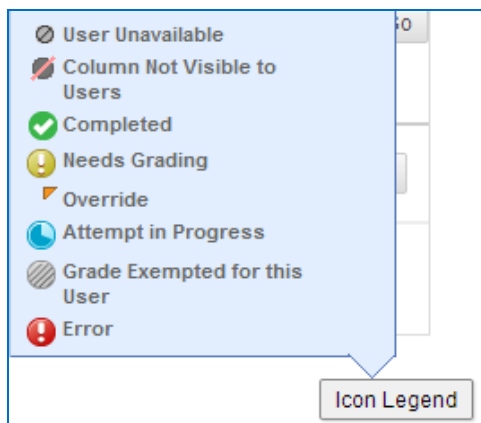 User Unavailable
Column Not Visible to
Users
Completed
Needs Grading
Override
Attempt in Progress
Grade Exempted for this
User
Error
Icon Legend